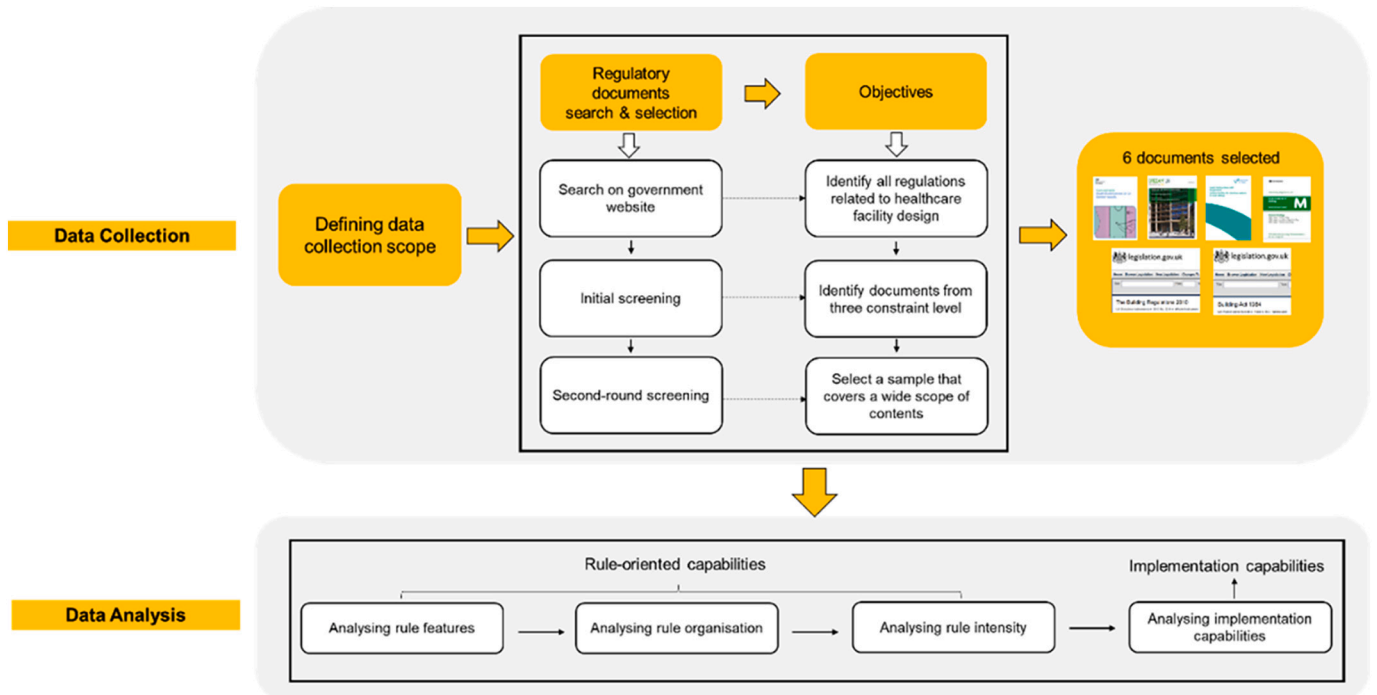 Data Collection
Defining data
collection scope
Regulatory
documents
search & selection
Objectives
Search on government
website
Identify all regulations
related to healthcare
facility design
Initial screening
Identify documents from
three constraint level
Second-round screening
Select a sample that
covers a wide scope of
contents
6 documents selected
M
legislation.gov.uk
legislation.gov.uk
The Building Regulations 2010
Building Act 1984
Data Analysis
Rule-oriented capabilities
Implementation capabilities
Analysing rule features
Analysing rule organisation
Analysing rule intensity
Analysing implementation
capabilities